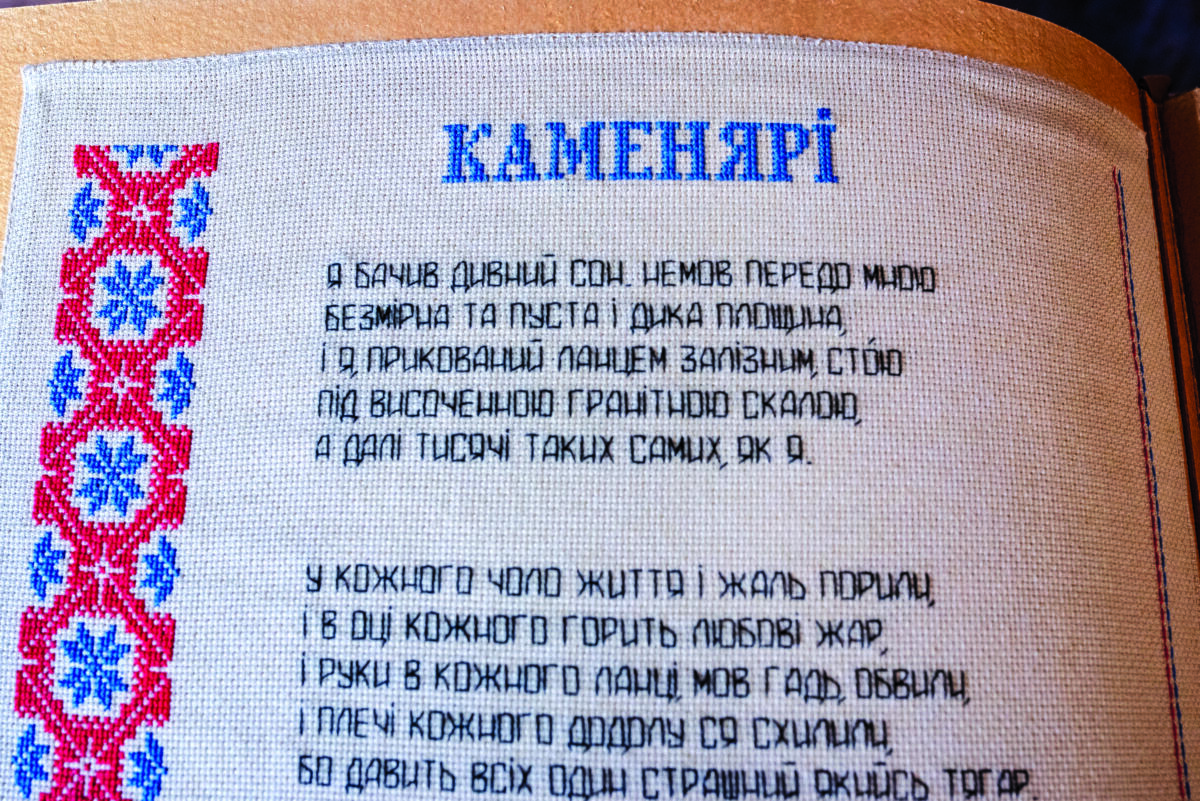 КАМЕНЯРІ
Я БАЧИВ ДИВНИЙ СОН. НЕМОВ ПЕРЕДО МНОЮ
БЕЗМІРНА ТА ПУСТА І ДИКА ПЛОЩИНА,
І Я, ПРИКОВАНИЙ ЛАНЦЕМ ЗАЛІЗНИМ, СТО́Ю
ПІД ВИСОЧЕННОЮ ГРАНІТНОЮ СКАЛОЮ,
А ДАЛІ ТИСЯЧІ ТАКИХ САМИХ, ЯК Я.
У КОЖНОГО ЧОЛО ЖИТТЯ І ЖАЛЬ ПОРИЛИ,
І В ОЦІ КОЖНОГО ГОРИТЬ ЛЮБОВІ ЖАР,
І РУКИ В КОЖНОГО ЛАНЦІ, МОВ ГАДЬ, ОБВИЛИ,
І ПЛЕЧІ КОЖНОГО ДОДОЛУ СЯ СХИЛИЛИ,
БО ДАВИТЬ ВСІХ ОДИН СТРАШНИЙ ЯКИЙСЬ ТЯГАР.